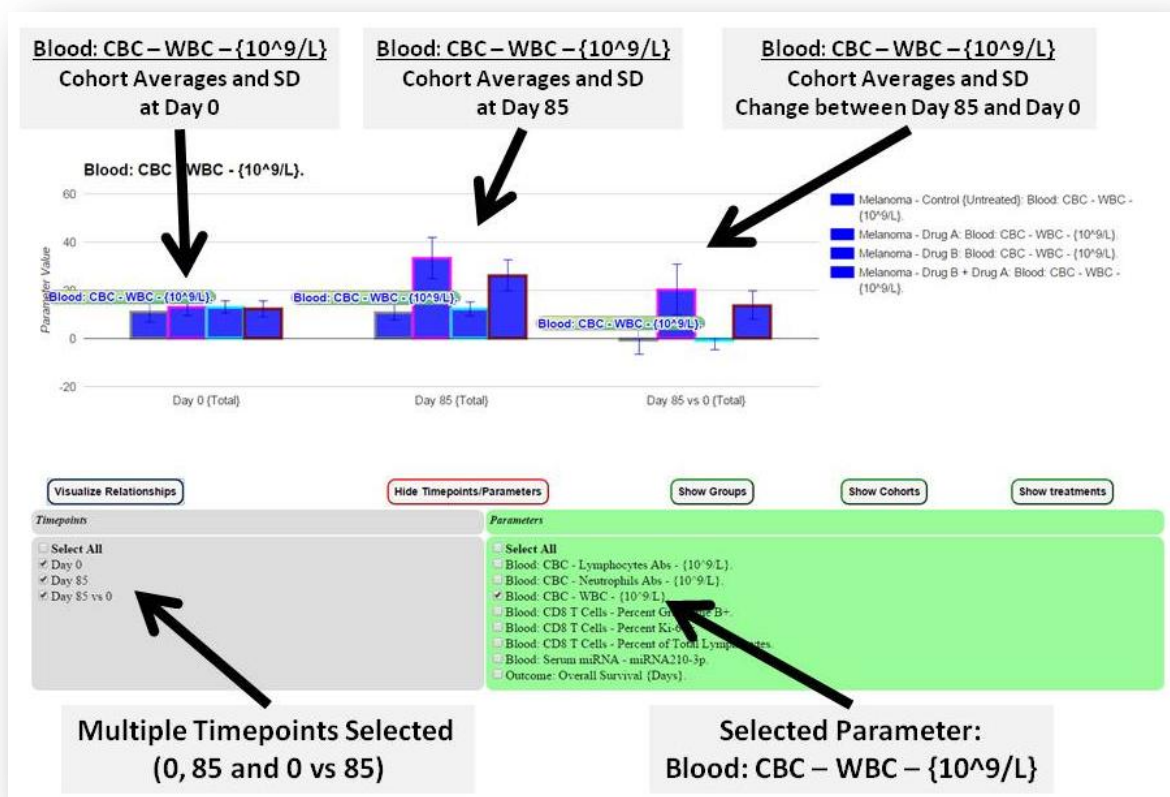 Blood: CBC – WBC – {10^9/L}
Cohort Averages and SD
at Day 0
Blood: CBC – WBC – {10^9/L}
Cohort Averages and SD
at Day 85
Blood: CBC – WBC – {10^9/L}
Cohort Averages and SD
Change between Day 85 and Day 0
Blood: CBC WBC - {10^9/L}.
Parameter Value
60
40
20
0
-20
Blood: CBC - WBC - {10^9/L}.
Blood: CBC - WBC - {10^9/L}.
Blood: CBC - WBC - {10^9/L}.
Day 0 {Total}
Day 85 {Total}
Day 85 vs 0 {Total}
Melanoma - Control {Untreated}: Blood: CBC - WBC -
{10^9/L}.
Melanoma - Drug A: Blood: CBC - WBC - {10^9/L}.
Melanoma - Drug B: Blood: CBC - WBC - {10^9/L}.
Melanoma - Drug B + Drug A: Blood: CBC - WBC -
{10^9/L}.
Visualize Relationships
Hide Timepoints/Parameters
Show Groups
Show Cohorts
Show treatments
Timepoints
Select All
Day 0
Day 85
Day 85 vs 0
Parameters
Select All
Blood: CBC - Lymphocytes Abs - {10^9/L}.
Blood: CBC - Neutrophils Abs - {10^9/L}.
Blood: CBC - WBC - {10^9/L}.
Blood: CD8 T Cells - Percent B+.
Blood: CD8 T Cells - Percent
Blood: CD8 T Cells - Percent of Total
Blood: Serum miRNA - miRNA210-3p.
Outcome: Overall Survival {Days}.
Multiple Timepoints Selected
(0, 85 and 0 vs 85)
Selected Parameter:
Blood: CBC – WBC – {10^9/L}